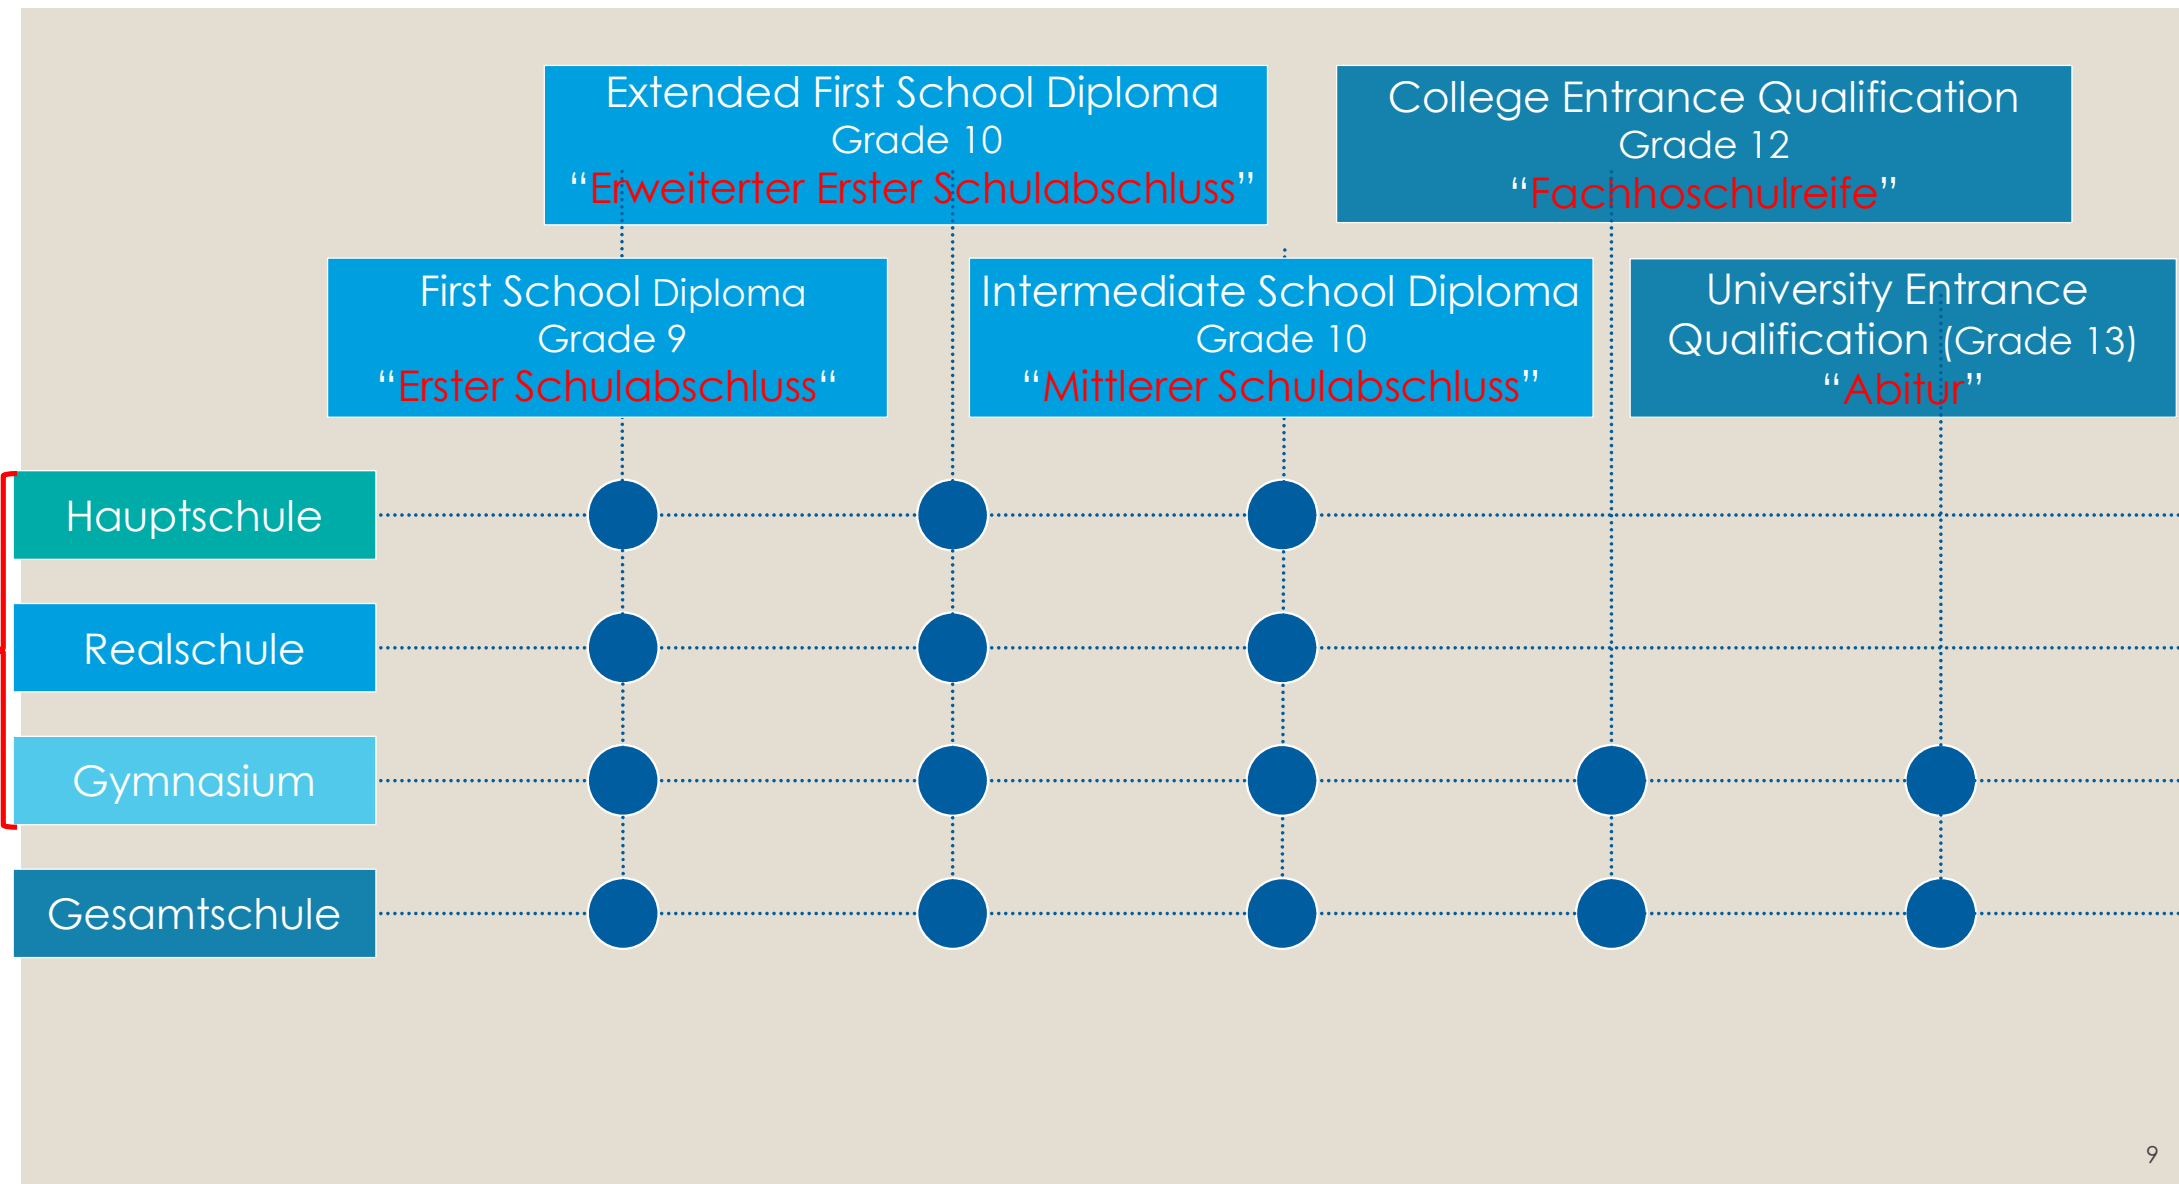 Extended First School Diploma
Grade 10
“Erweiterter Erster Schulabschluss”
College Entrance Qualification
Grade 12
“Fachhoschulreife”
First School Diploma
Grade 9
“Erster Schulabschluss“
Intermediate School Diploma
Grade 10
“Mittlerer Schulabschluss”
University Entrance
Qualification (Grade 13)
“Abitur”
Hauptschule
Realschule
Gymnasium
Gesamtschule
9